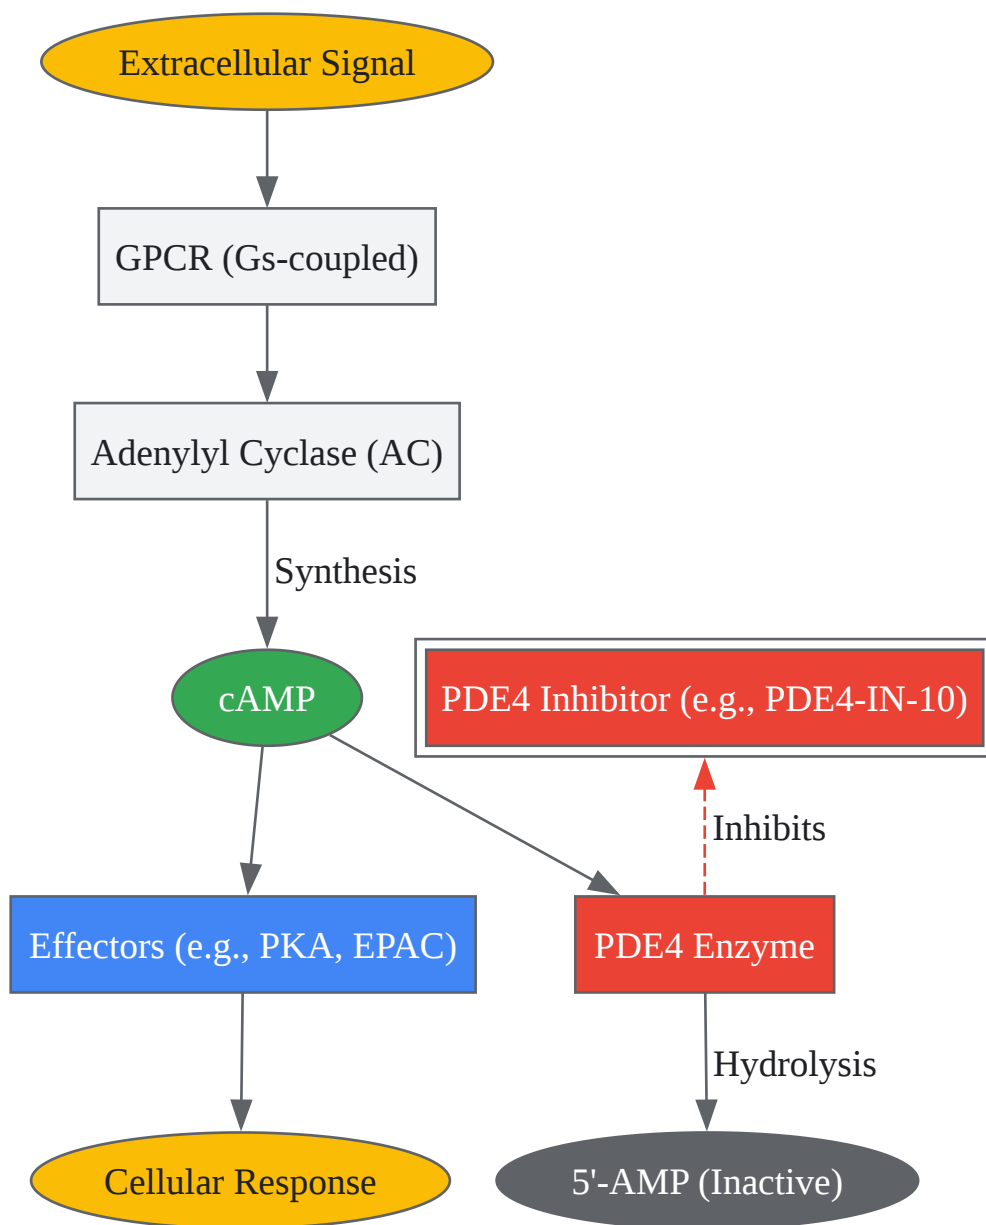 Extracellular Signal
GPCR (Gs-coupled)
Adenylyl Cyclase (AC)
Synthesis
cAMP
PDE4 Inhibitor (e.g., PDE4-IN-10)
Inhibits
Effectors (e.g., PKA, EPAC)
PDE4 Enzyme
Hydrolysis
Cellular Response
5'-AMP (Inactive)